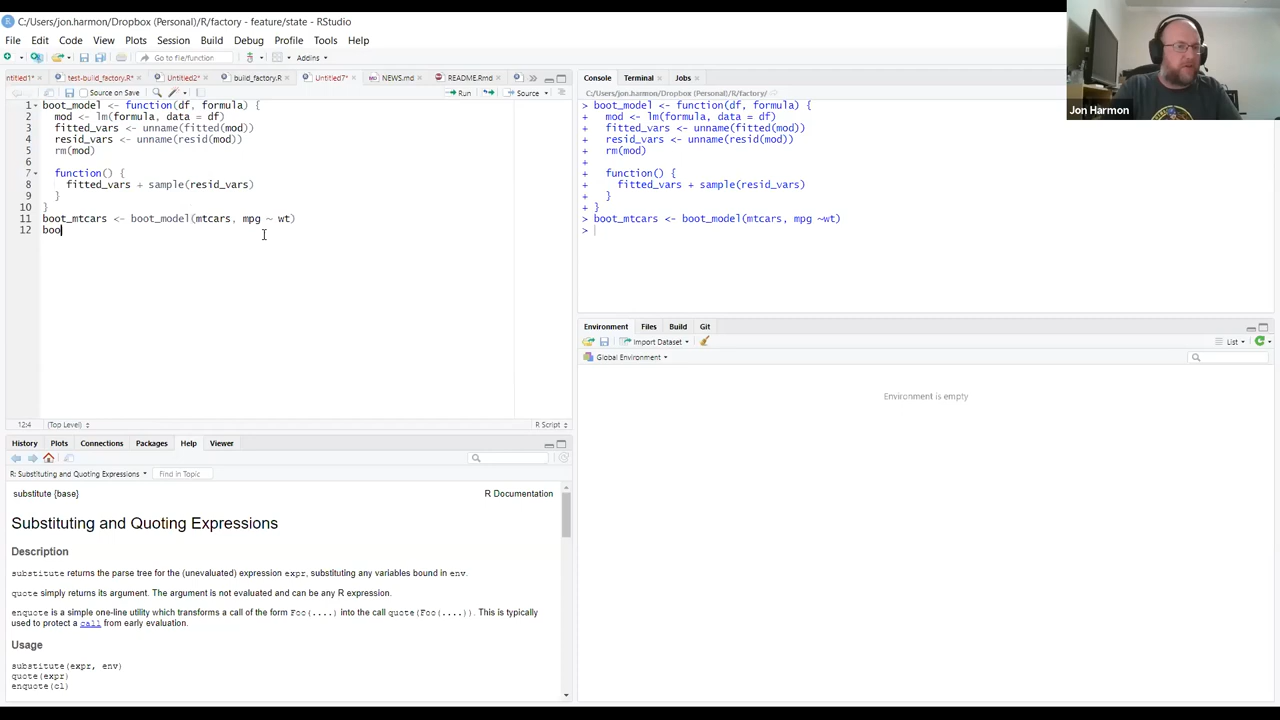 C:/Users/jon.harmon/Dropbox (Personal)/R/factory - feature/state - RStudio
File Edit Code View Plots Session Build Debug Profile Tools Help
Go to file/function Addins
ntitled1* test-build_factory.R* Untitled2* build_factory.R Untitled7* NEWS.md README.Rmd
Source on Save Run Source
1 boot_model <- function(df, formula) {
2 mod <- lm(formula, data = df)
3 fitted_vars <- unname(fitted(mod))
4 resid_vars <- unname(resid(mod))
5 rm(mod)
6
7 function() {
8 fitted_vars + sample(resid_vars)
9 }
10 }
11 boot_mtcars <- boot_model(mtcars, mpg ~ wt)
12 boo
12:4 (Top Level) R Script
History Plots Connections Packages Help Viewer
R: Substituting and Quoting Expressions Find in Topic
substitute {base} R Documentation
Substituting and Quoting Expressions
Description
substitute returns the parse tree for the (unevaluated) expression expr, substituting any variables bound in env.
quote simply returns its argument. The argument is not evaluated and can be any R expression.
enquote is a simple one-line utility which transforms a call of the form Foo(....) into the call quote(Foo(....)). This is typically
used to protect a call from early evaluation.
Usage
substitute(expr, env)
quote(expr)
enquote(cl)
Console Terminal Jobs
C:/Users/jon.harmon/Dropbox (Personal)/R/factory/
> boot_model <- function(df, formula) {
+ mod <- lm(formula, data = df)
+ fitted_vars <- unname(fitted(mod))
+ resid_vars <- unname(resid(mod))
+ rm(mod)
+
+ function() {
+ fitted_vars + sample(resid_vars)
+ }
+ }
> boot_mtcars <- boot_model(mtcars, mpg ~wt)
>
Environment Files Build Git
Import Dataset List
Global Environment
Environment is empty
Jon Harmon